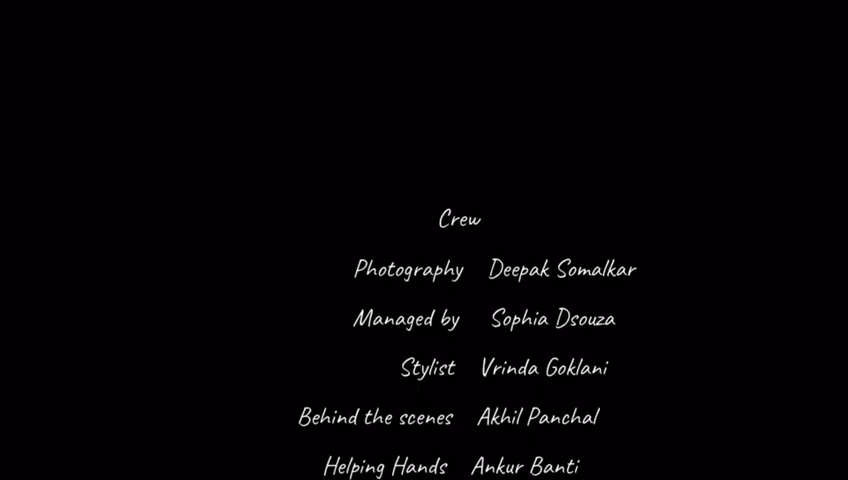 Crew
Photography Deepak Somalkar
Managed by Sophia Dsouza
Stylist Vrinda Goklani
Behind the scenes Akhil Panchal
Helping Hands Ankur Banti